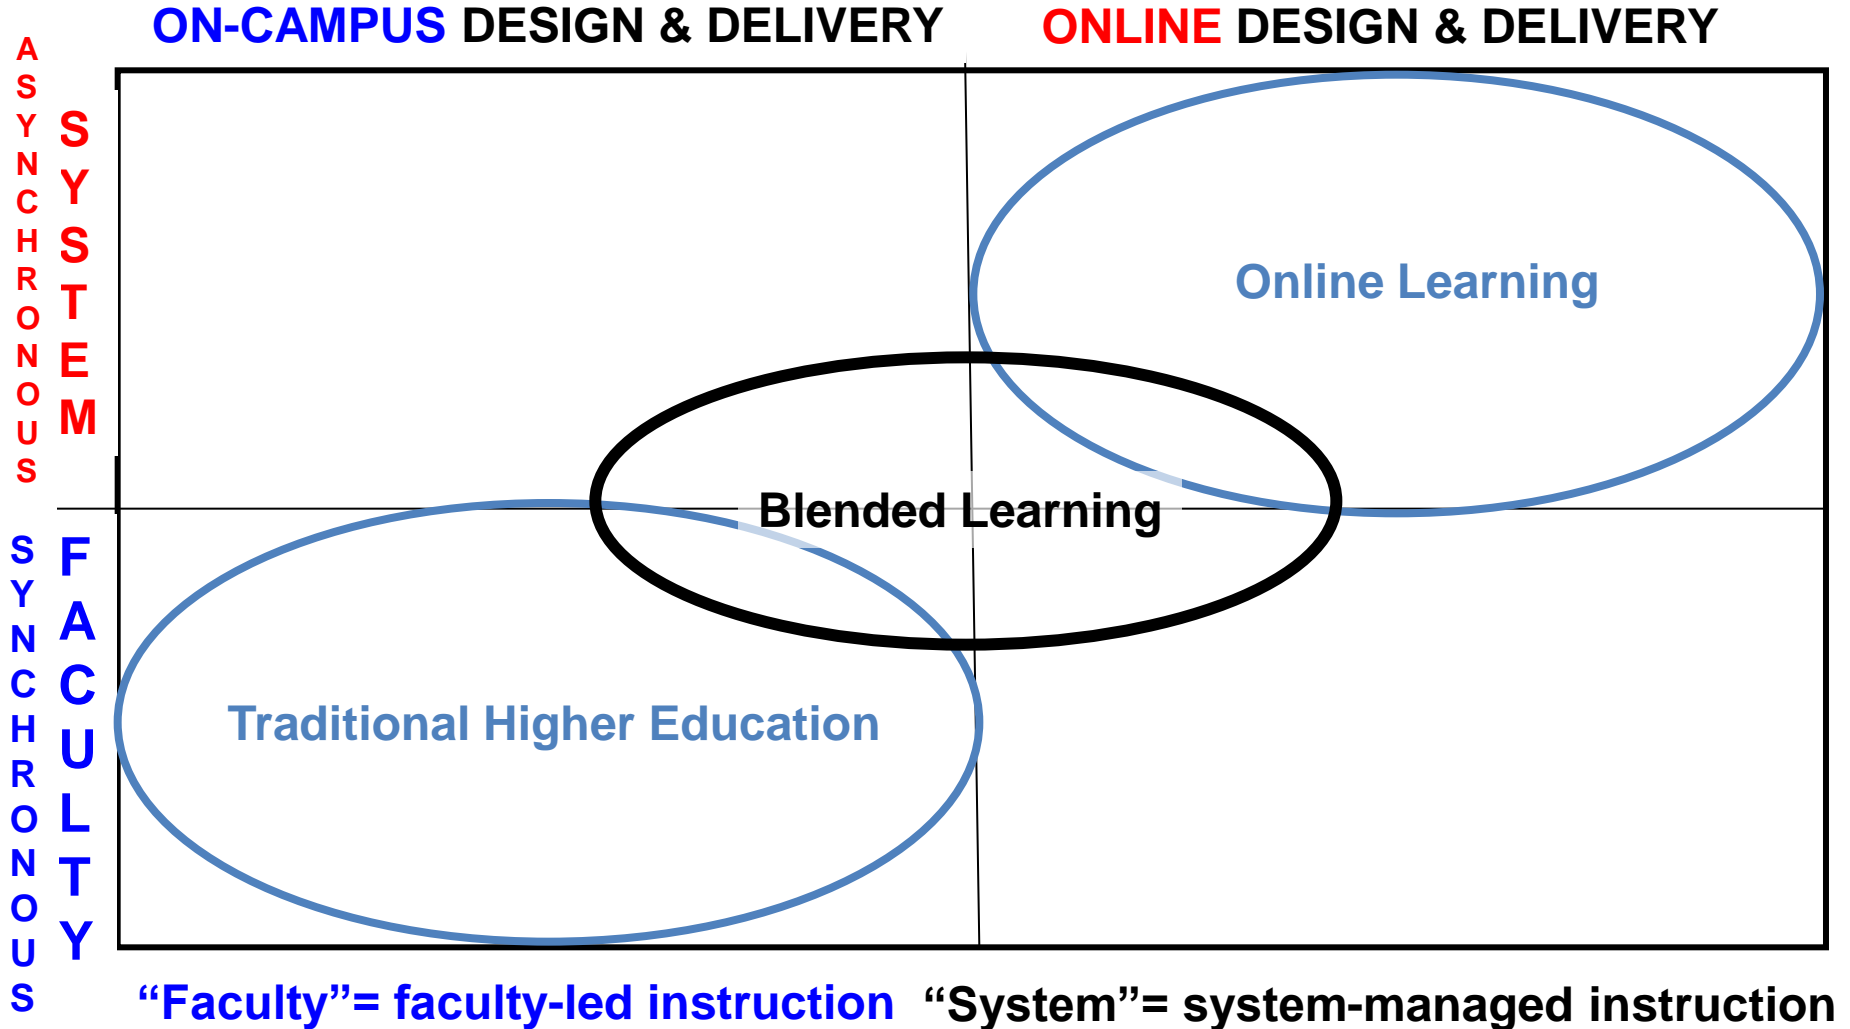 ON-CAMPUS DESIGN & DELIVERY
ONLINE DESIGN & DELIVERY
ASYNCHRONOUS
SYSTEM
Online Learning
Blended Learning
SYNCHRONOUS
FACULTY
Traditional Higher Education
“Faculty”= faculty-led instruction
“System”= system-managed instruction